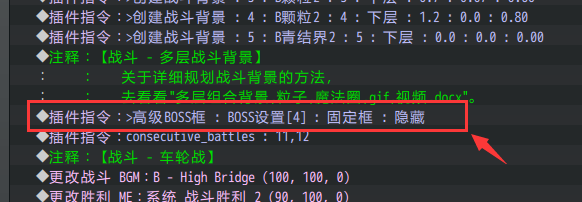 ◆插件指令：>创建战斗背景 : 4 : B颗粒2 : 4 : 下层 : 1.2 : 0.0 : 0.80
◆插件指令：>创建战斗背景 : 5 : B青结界2 : 5 : 下层 : 0.0 : 0.0 : 0.00
◆注释：【战斗 - 多层战斗背景】
：　　：　　关于详细规划战斗背景的方法，
：　　：　　去看看"多层组合背景,粒子,魔法圈,gif,视频.docx"。
◆插件指令：>高级BOSS框 : BOSS设置[4] : 固定框 : 隐藏
◆插件指令：consecutive_battles : 11,12
◆注释：【战斗 - 车轮战】
◆更改战斗 BGM：B - High Bridge (100, 100, 0)
◆更改胜利 ME：系统 战斗胜利 2 (90, 100, 0)